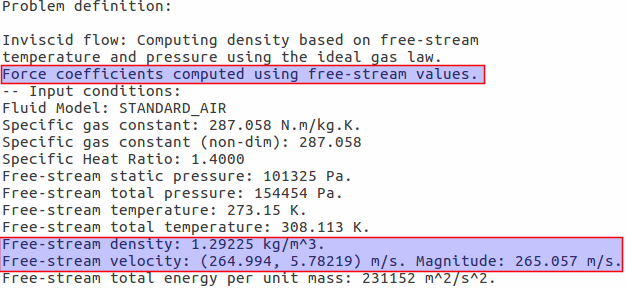 Problem definition:
Inviscid flow: Computing density based on free-stream
temperature and pressure using the ideal gas law.
Force coefficients computed using free-stream values.
-- Input conditions:
Fluid Model: STANDARD_AIR
Specific gas constant: 287.058 N.m/kg.K.
Specific gas constant (non-dim): 287.058
Specific Heat Ratio: 1.4000
Free-stream static pressure: 101325 Pa.
Free-stream total pressure: 154454 Pa.
Free-stream temperature: 273.15 K.
Free-stream total temperature: 308.113 K.
Free-stream density: 1.29225 kg/m^3.
Free-stream velocity: (264.994, 5.78219) m/s. Magnitude: 265.057 m/s.
Free-stream total energy per unit mass: 231152 m^2/s^2.